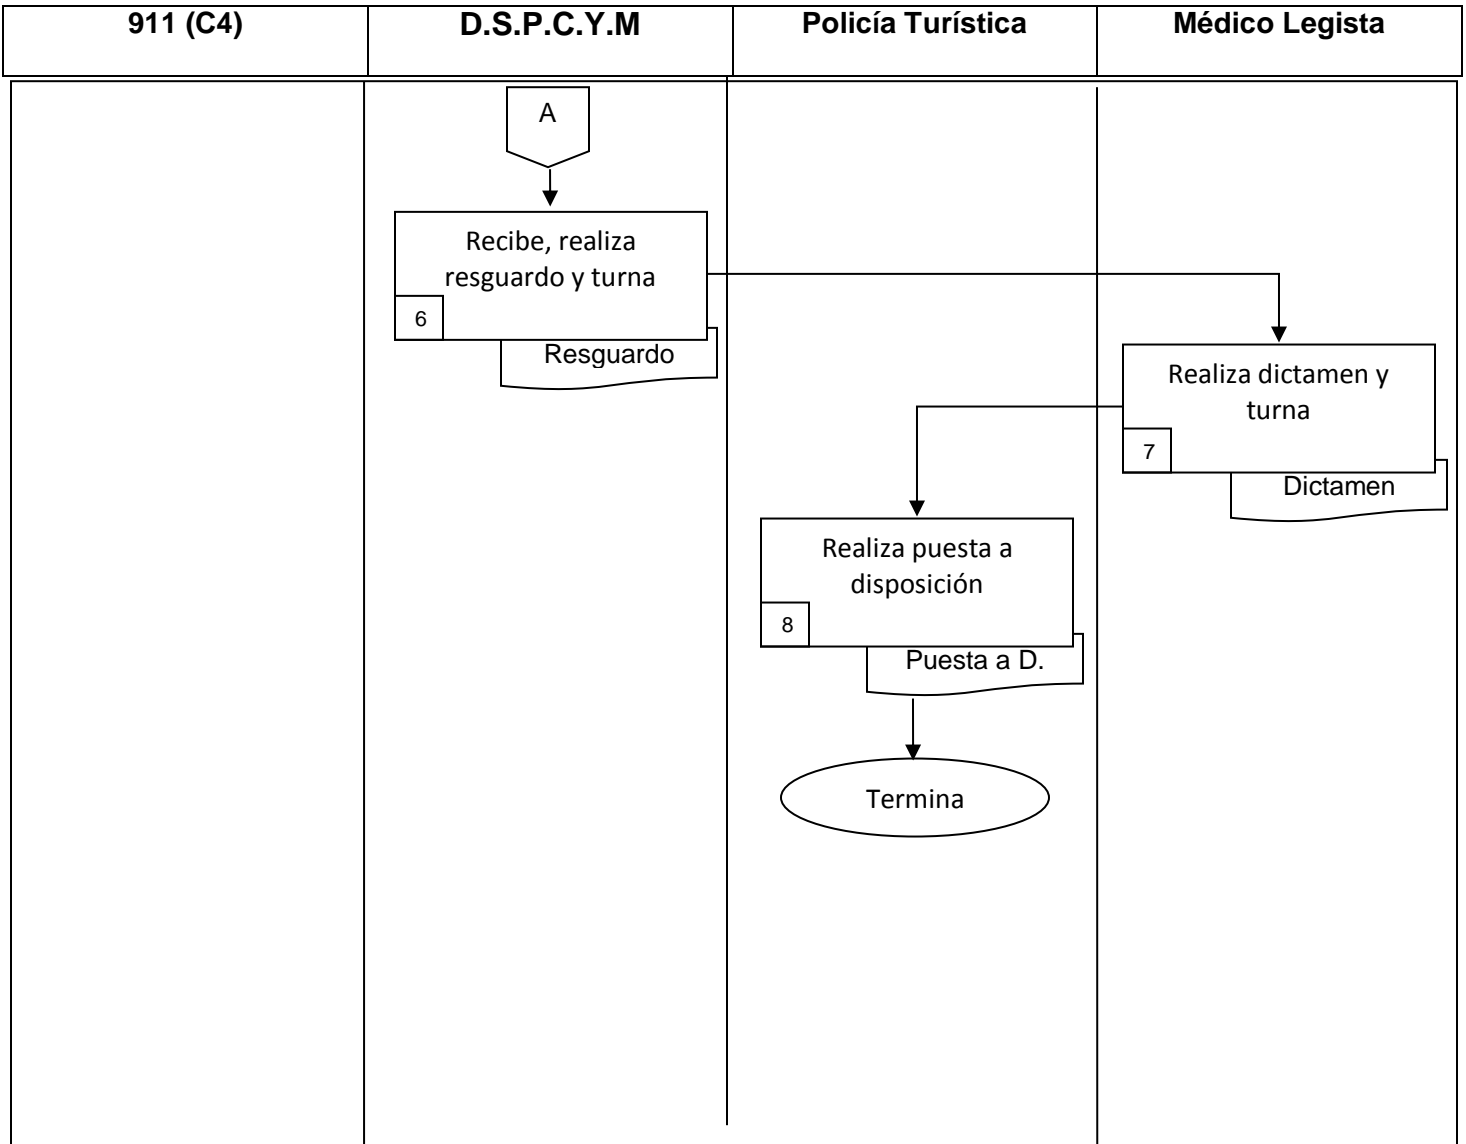 911 (C4)
D.S.P.C.Y.M
Policía Turística
Médico Legista
A
Recibe, realiza
resguardo y turna
6
Resguardo
Realiza dictamen y
turna
7
Dictamen
Realiza puesta a
disposición
8
Puesta a D.
Termina